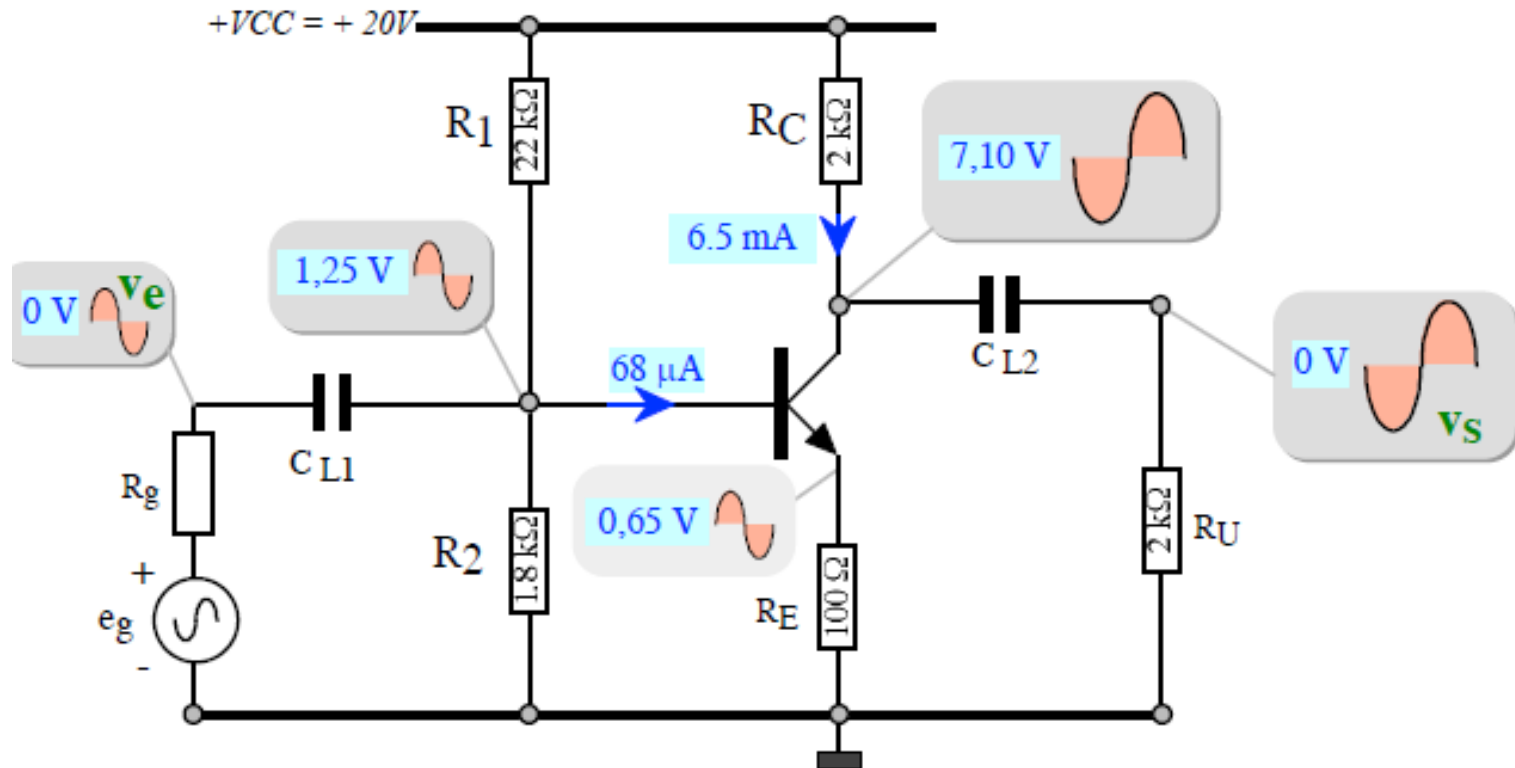 +VCC = + 20V
R1
22 kΩ
RC
2 kΩ
7,10 V
6.5 mA
1,25 V
0 V
ve
68 µA
C L1
C L2
0 V
vs
Rg
R2
1.8 kΩ
0,65 V
RE
100 Ω
2 kΩ
RU
+
eg
-